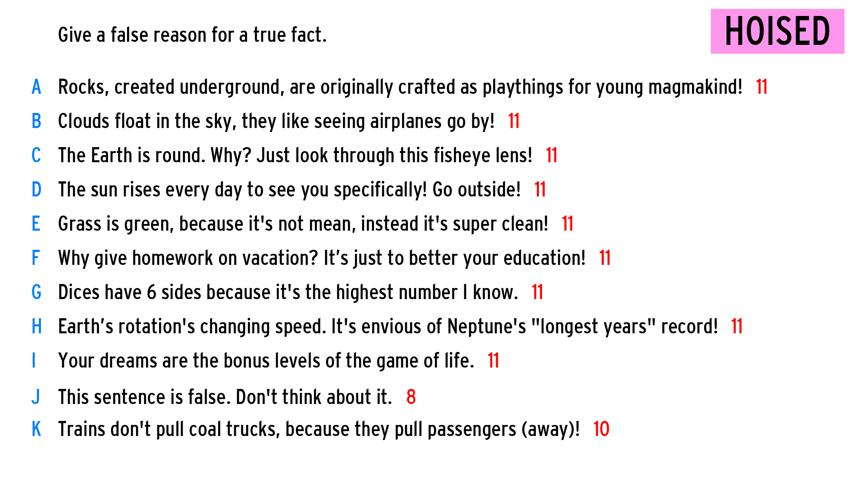 Give a false reason for a true fact.
HOISED
A Rocks, created underground, are originally crafted as playthings for young magmakind! 11
B Clouds float in the sky, they like seeing airplanes go by! 11
C The Earth is round. Why? Just look through this fisheye lens! 11
D The sun rises every day to see you specifically! Go outside! 11
E Grass is green, because it's not mean, instead it's super clean! 11
F Why give homework on vacation? It’s just to better your education! 11
G Dices have 6 sides because it's the highest number I know. 11
H Earth’s rotation's changing speed. It's envious of Neptune's "longest years" record! 11
I Your dreams are the bonus levels of the game of life. 11
J This sentence is false. Don't think about it. 8
K Trains don't pull coal trucks, because they pull passengers (away)! 10